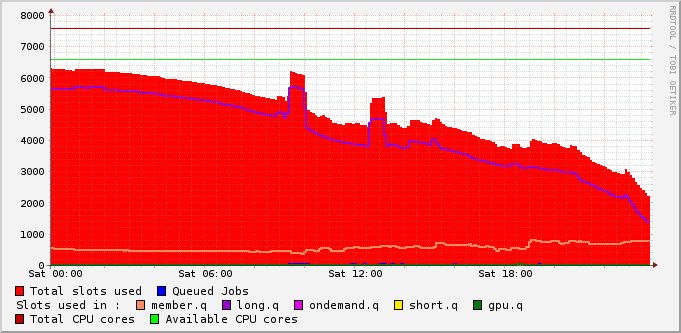 8000
7000
6000
5000
4000
3000
2000
1000
0
Sat 00:00 Sat 06:00 Sat 12:00 Sat 18:00
RRDTOOL / TOBI OETIKER
Total slots used Queued Jobs
Slots used in : member.q long.q ondemand.q short.q gpu.q
Total CPU cores Available CPU cores